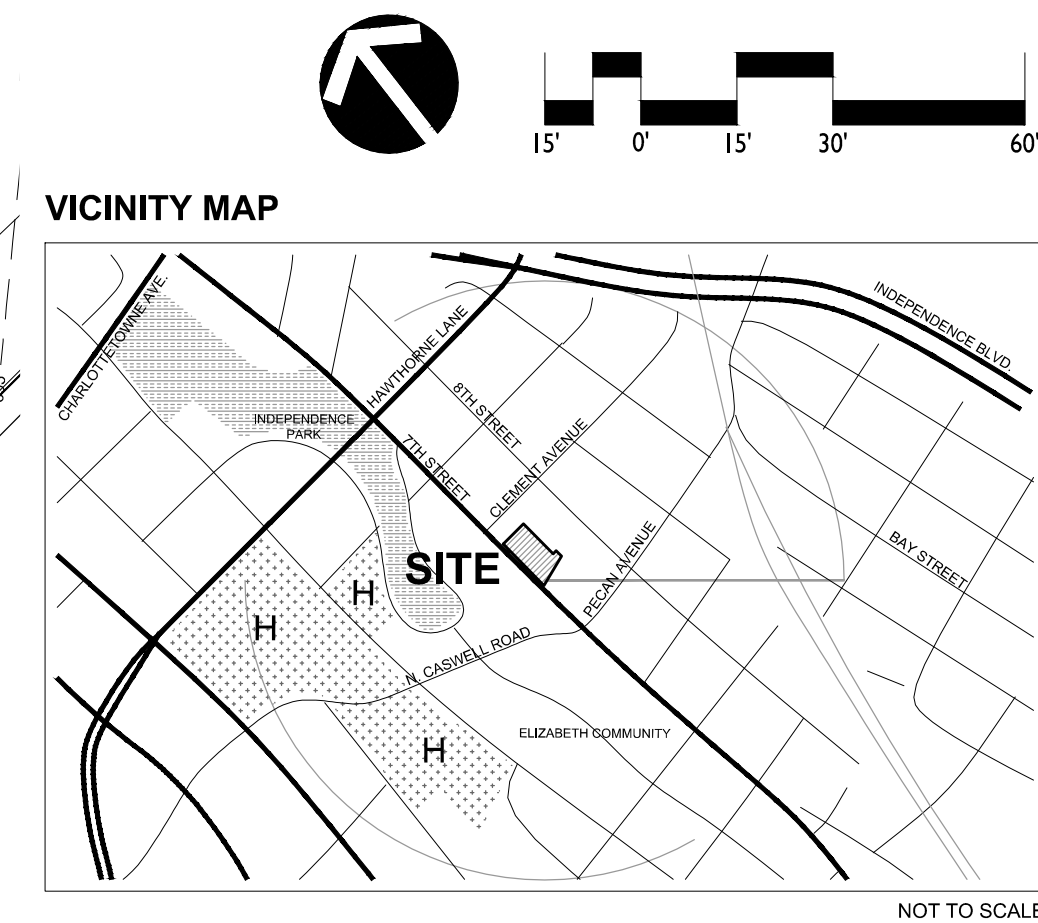 15' 0' 15' 30' 60'
VICINITY MAP
INDEPENDENCE BLVD.
CHARLOTTETOWNE AVE.
HAWTHORNE LANE
8TH STREET
INDEPENDENCE
PARK
7TH STREET
CLEMENT AVENUE
BAY STREET
SITE
PECAN AVENUE
H
H
N. CASWELL ROAD
ELIZABETH COMMUNITY
H
NOT TO SCALE